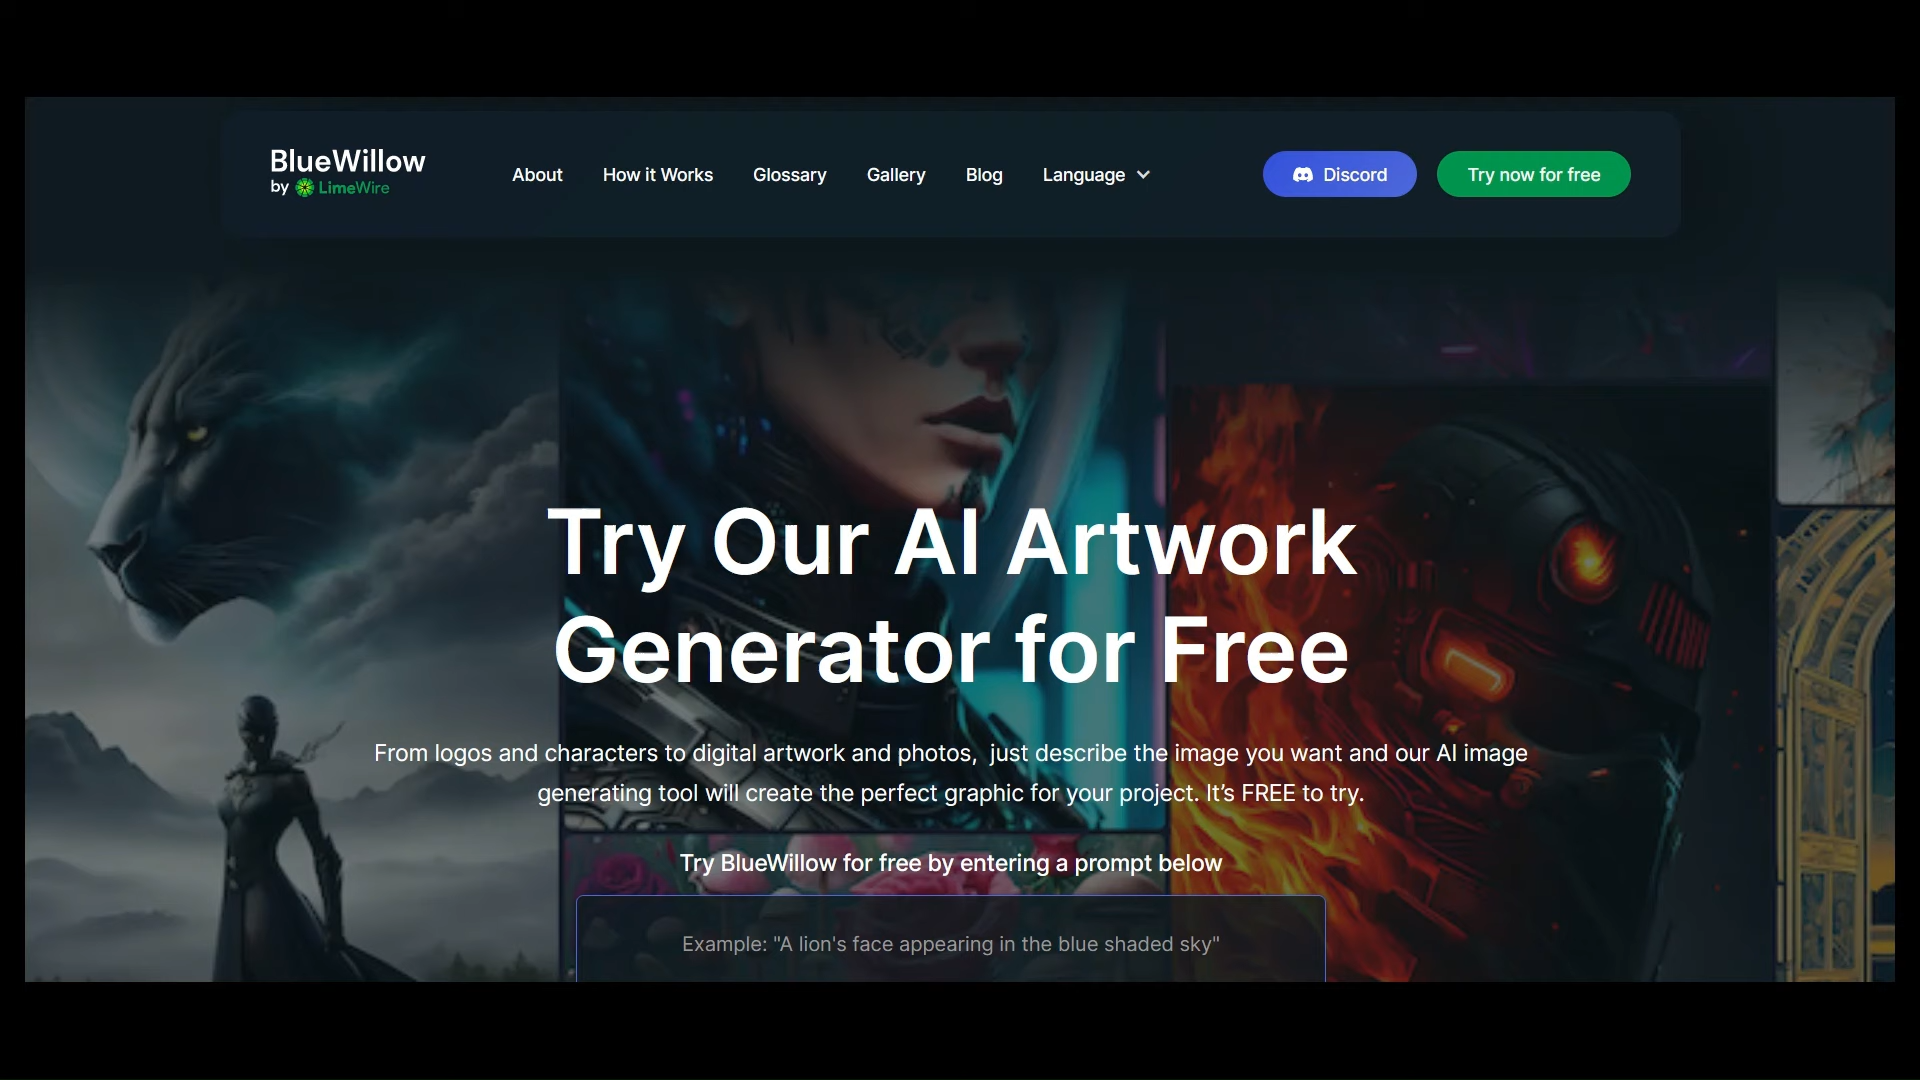 BlueWillow
by LimeWire
About
How it Works
Glossary
Gallery
Blog
Language
Discord
Try now for free
Try Our AI Artwork
Generator for Free
From logos and characters to digital artwork and photos,  just describe the image you want and our AI image
generating tool will create the perfect graphic for your project. It’s FREE to try.
Try BlueWillow for free by entering a prompt below
Example: "A lion's face appearing in the blue shaded sky"